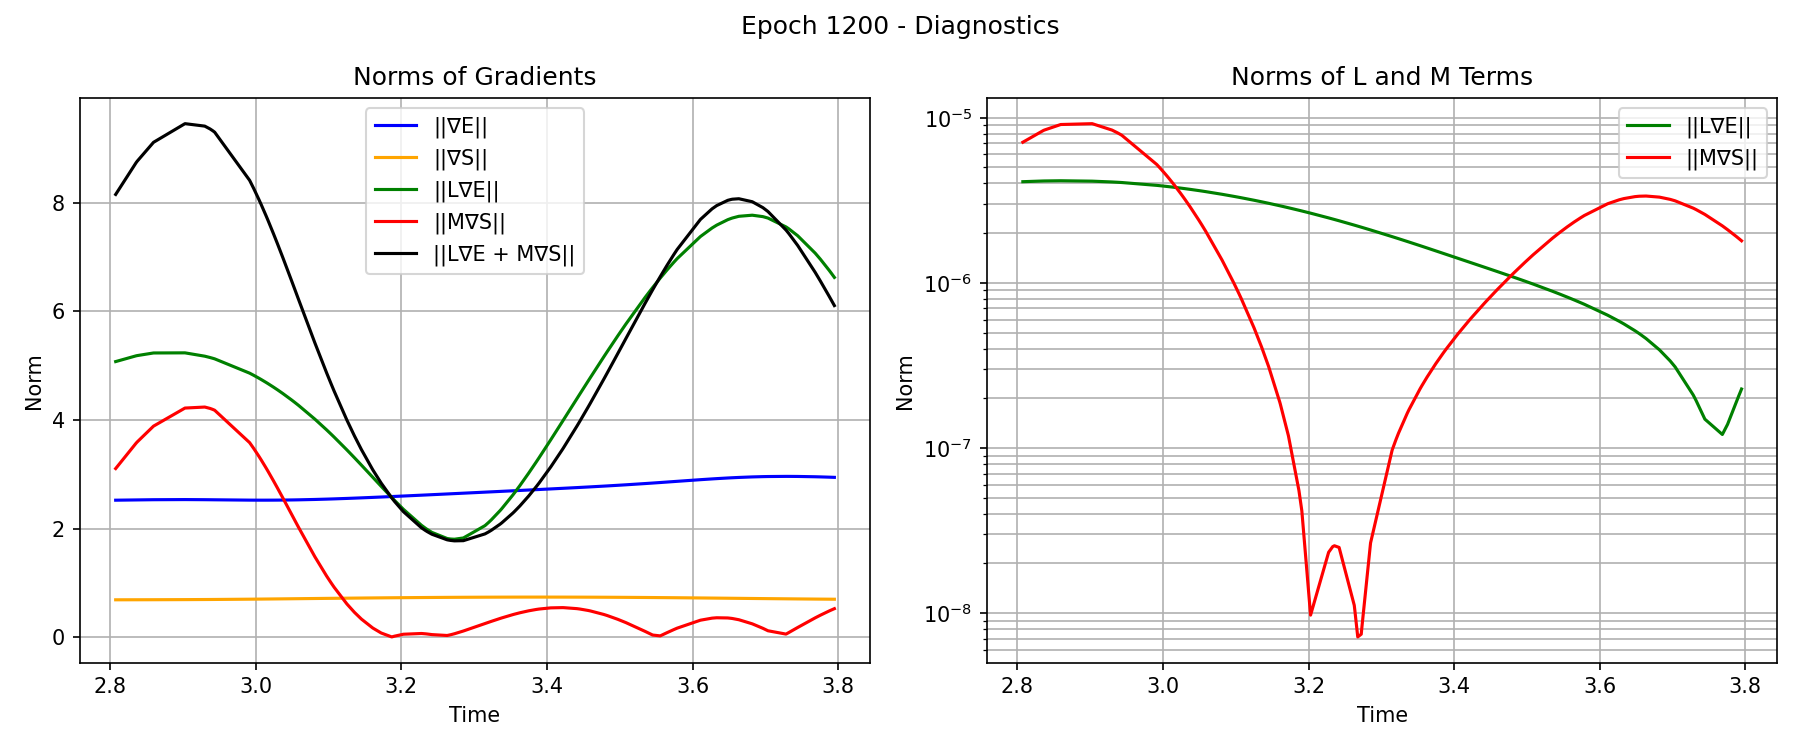 Epoch 1200 - Diagnostics
Norms of Gradients
||∇E||
||∇S||
||L∇E||
||M∇S||
||L∇E + M∇S||
Norm
8
6
4
2
0
2.8 3.0 3.2 3.4 3.6 3.8
Time
Norms of L and M Terms
||L∇E||
||M∇S||
Norm
10⁻⁵
10⁻⁶
10⁻⁷
10⁻⁸
2.8 3.0 3.2 3.4 3.6 3.8
Time